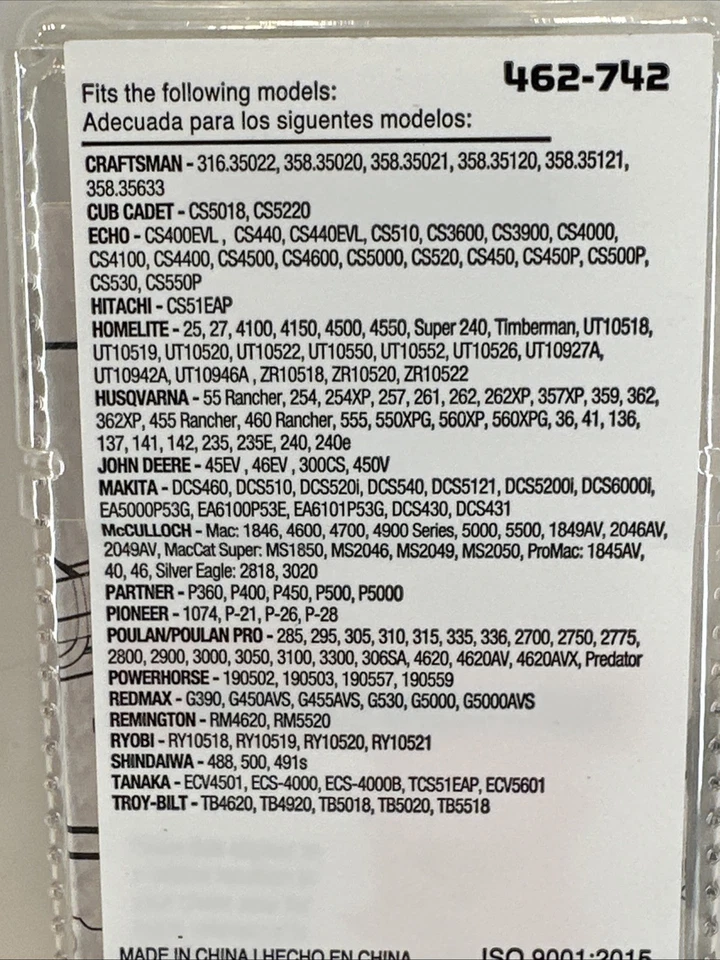 462-742
Fits the following models:
Adecuada para los siguentes modelos:
CRAFTSMAN - 316.35022, 358.35020, 358.35021, 358.35120, 358.35121,
358.35633
CUB CADET - CS5018, CS5220
ECHO - CS400EVL , CS440, CS440EVL, CS510, CS3600, CS3900, CS4000,
CS4100, CS4400, CS4500, CS4600, CS5000, CS520, CS450, CS450P, CS500P,
CS530, CS550P
HITACHI - CS51EAP
HOMELITE - 25, 27, 4100, 4150, 4500, 4550, Super 240, Timberman, UT10518,
UT10519, UT10520, UT10522, UT10550, UT10552, UT10526, UT10927A,
UT10942A, UT10946A , ZR10518, ZR10520, ZR10522
HUSQVARNA - 55 Rancher, 254, 254XP, 257, 261, 262, 262XP, 357XP, 359, 362,
362XP, 455 Rancher, 460 Rancher, 555, 550XPG, 560XP, 560XPG, 36, 41, 136,
137, 141, 142, 235, 235E, 240, 240e
JOHN DEERE - 45EV , 46EV , 300CS, 450V
MAKITA - DCS460, DCS510, DCS520i, DCS540, DCS5121, DCS5200i, DCS6000i,
EA5000P53G, EA6100P53E, EA6101P53G, DCS430, DCS431
McCULLOCH - Mac: 1846, 4600, 4700, 4900 Series, 5000, 5500, 1849AV, 2046AV,
2049AV, MacCat Super: MS1850, MS2046, MS2049, MS2050, ProMac: 1845AV,
40, 46, Silver Eagle: 2818, 3020
PARTNER - P360, P400, P450, P500, P5000
PIONEER - 1074, P-21, P-26, P-28
POULAN/POULAN PRO - 285, 295, 305, 310, 315, 335, 336, 2700, 2750, 2775,
2800, 2900, 3000, 3050, 3100, 3300, 306SA, 4620, 4620AV, 4620AVX, Predator
POWERHORSE - 190502, 190503, 190557, 190559
REDMAX - G390, G450AVS, G455AVS, G530, G5000, G5000AVS
REMINGTON - RM4620, RM5520
RYOBI - RY10518, RY10519, RY10520, RY10521
SHINDAIWA - 488, 500, 491s
TANAKA - ECV4501, ECS-4000, ECS-4000B, TCS51EAP, ECV5601
TROY-BILT - TB4620, TB4920, TB5018, TB5020, TB5518
MADE IN CHINA | HECHO EN CHINA
ISO 9001:2015